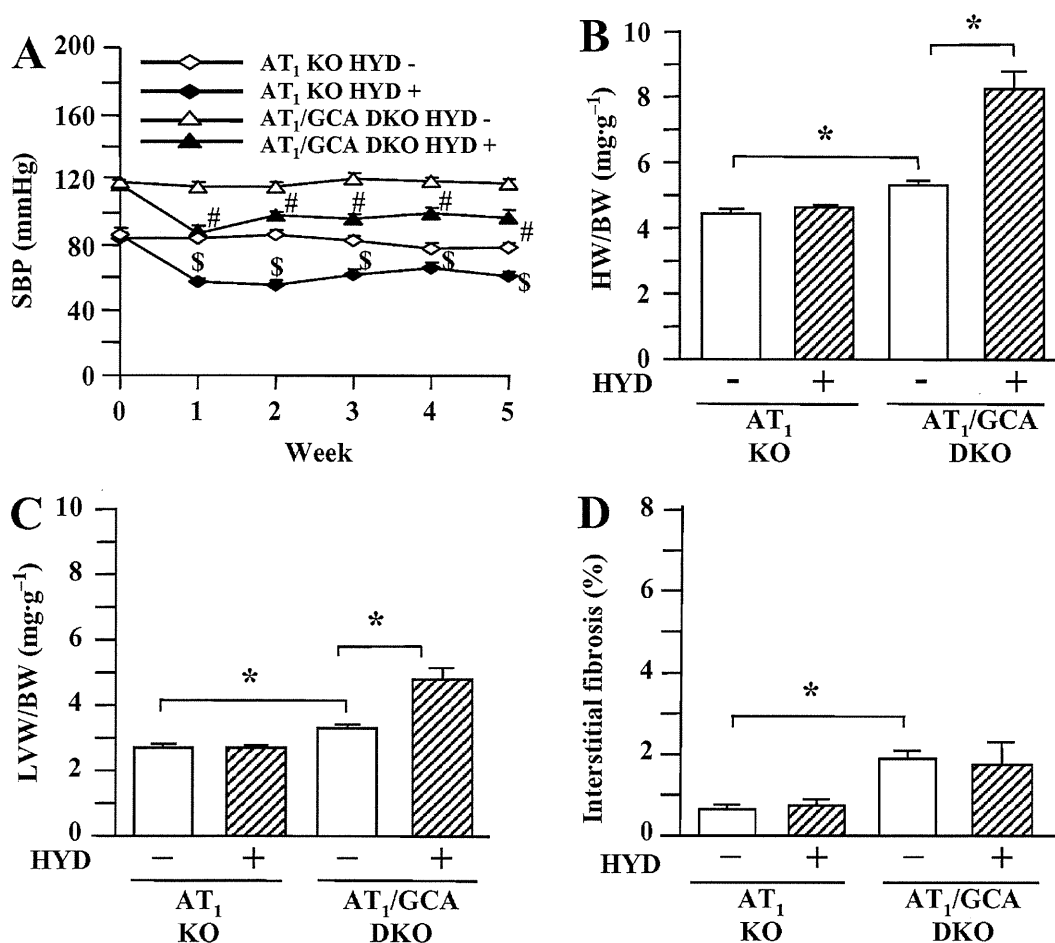 A
200
160
120
80
40
0
SBP (mmHg)
AT1 KO HYD -
AT1 KO HYD +
AT1/GCA DKO HYD -
AT1/GCA DKO HYD +
# # # # #
$ $ $ $ $
0 1 2 3 4 5
Week
B
10
8
6
4
2
0
HW/BW (mg·g⁻¹)
*
*
HYD - + - +
AT1 AT1/GCA
KO DKO
C
10
8
6
4
2
0
LVW/BW (mg·g⁻¹)
*
*
HYD − + − +
AT1 AT1/GCA
KO DKO
D
8
6
4
2
0
Interstitial fibrosis (%)
*
HYD − + − +
AT1 AT1/GCA
KO DKO